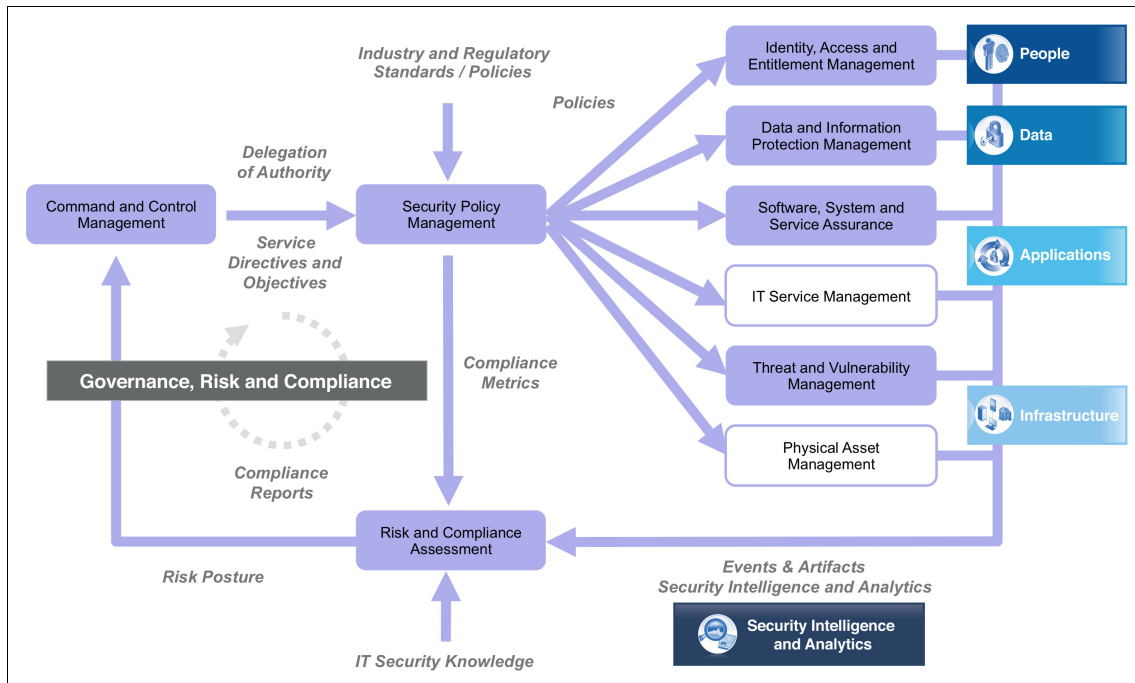 Industry and Regulatory
Standards / Policies
Policies
Identity, Access and
Entitlement Management
People
Data and Information
Protection Management
Data
Delegation
of Authority
Command and Control
Management
Security Policy
Management
Software, System and
Service Assurance
Service
Directives and
Objectives
Applications
IT Service Management
Governance, Risk and Compliance
Compliance
Metrics
Threat and Vulnerability
Management
Infrastructure
Physical Asset
Management
Compliance
Reports
Risk and Compliance
Assessment
Risk Posture
Events & Artifacts
Security Intelligence and Analytics
Security Intelligence
and Analytics
IT Security Knowledge